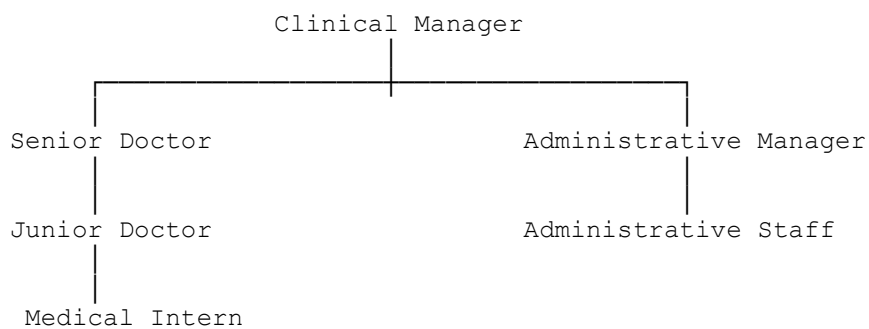 Clinical Manager
Senior Doctor Administrative Manager
Junior Doctor Administrative Staff
Medical Intern